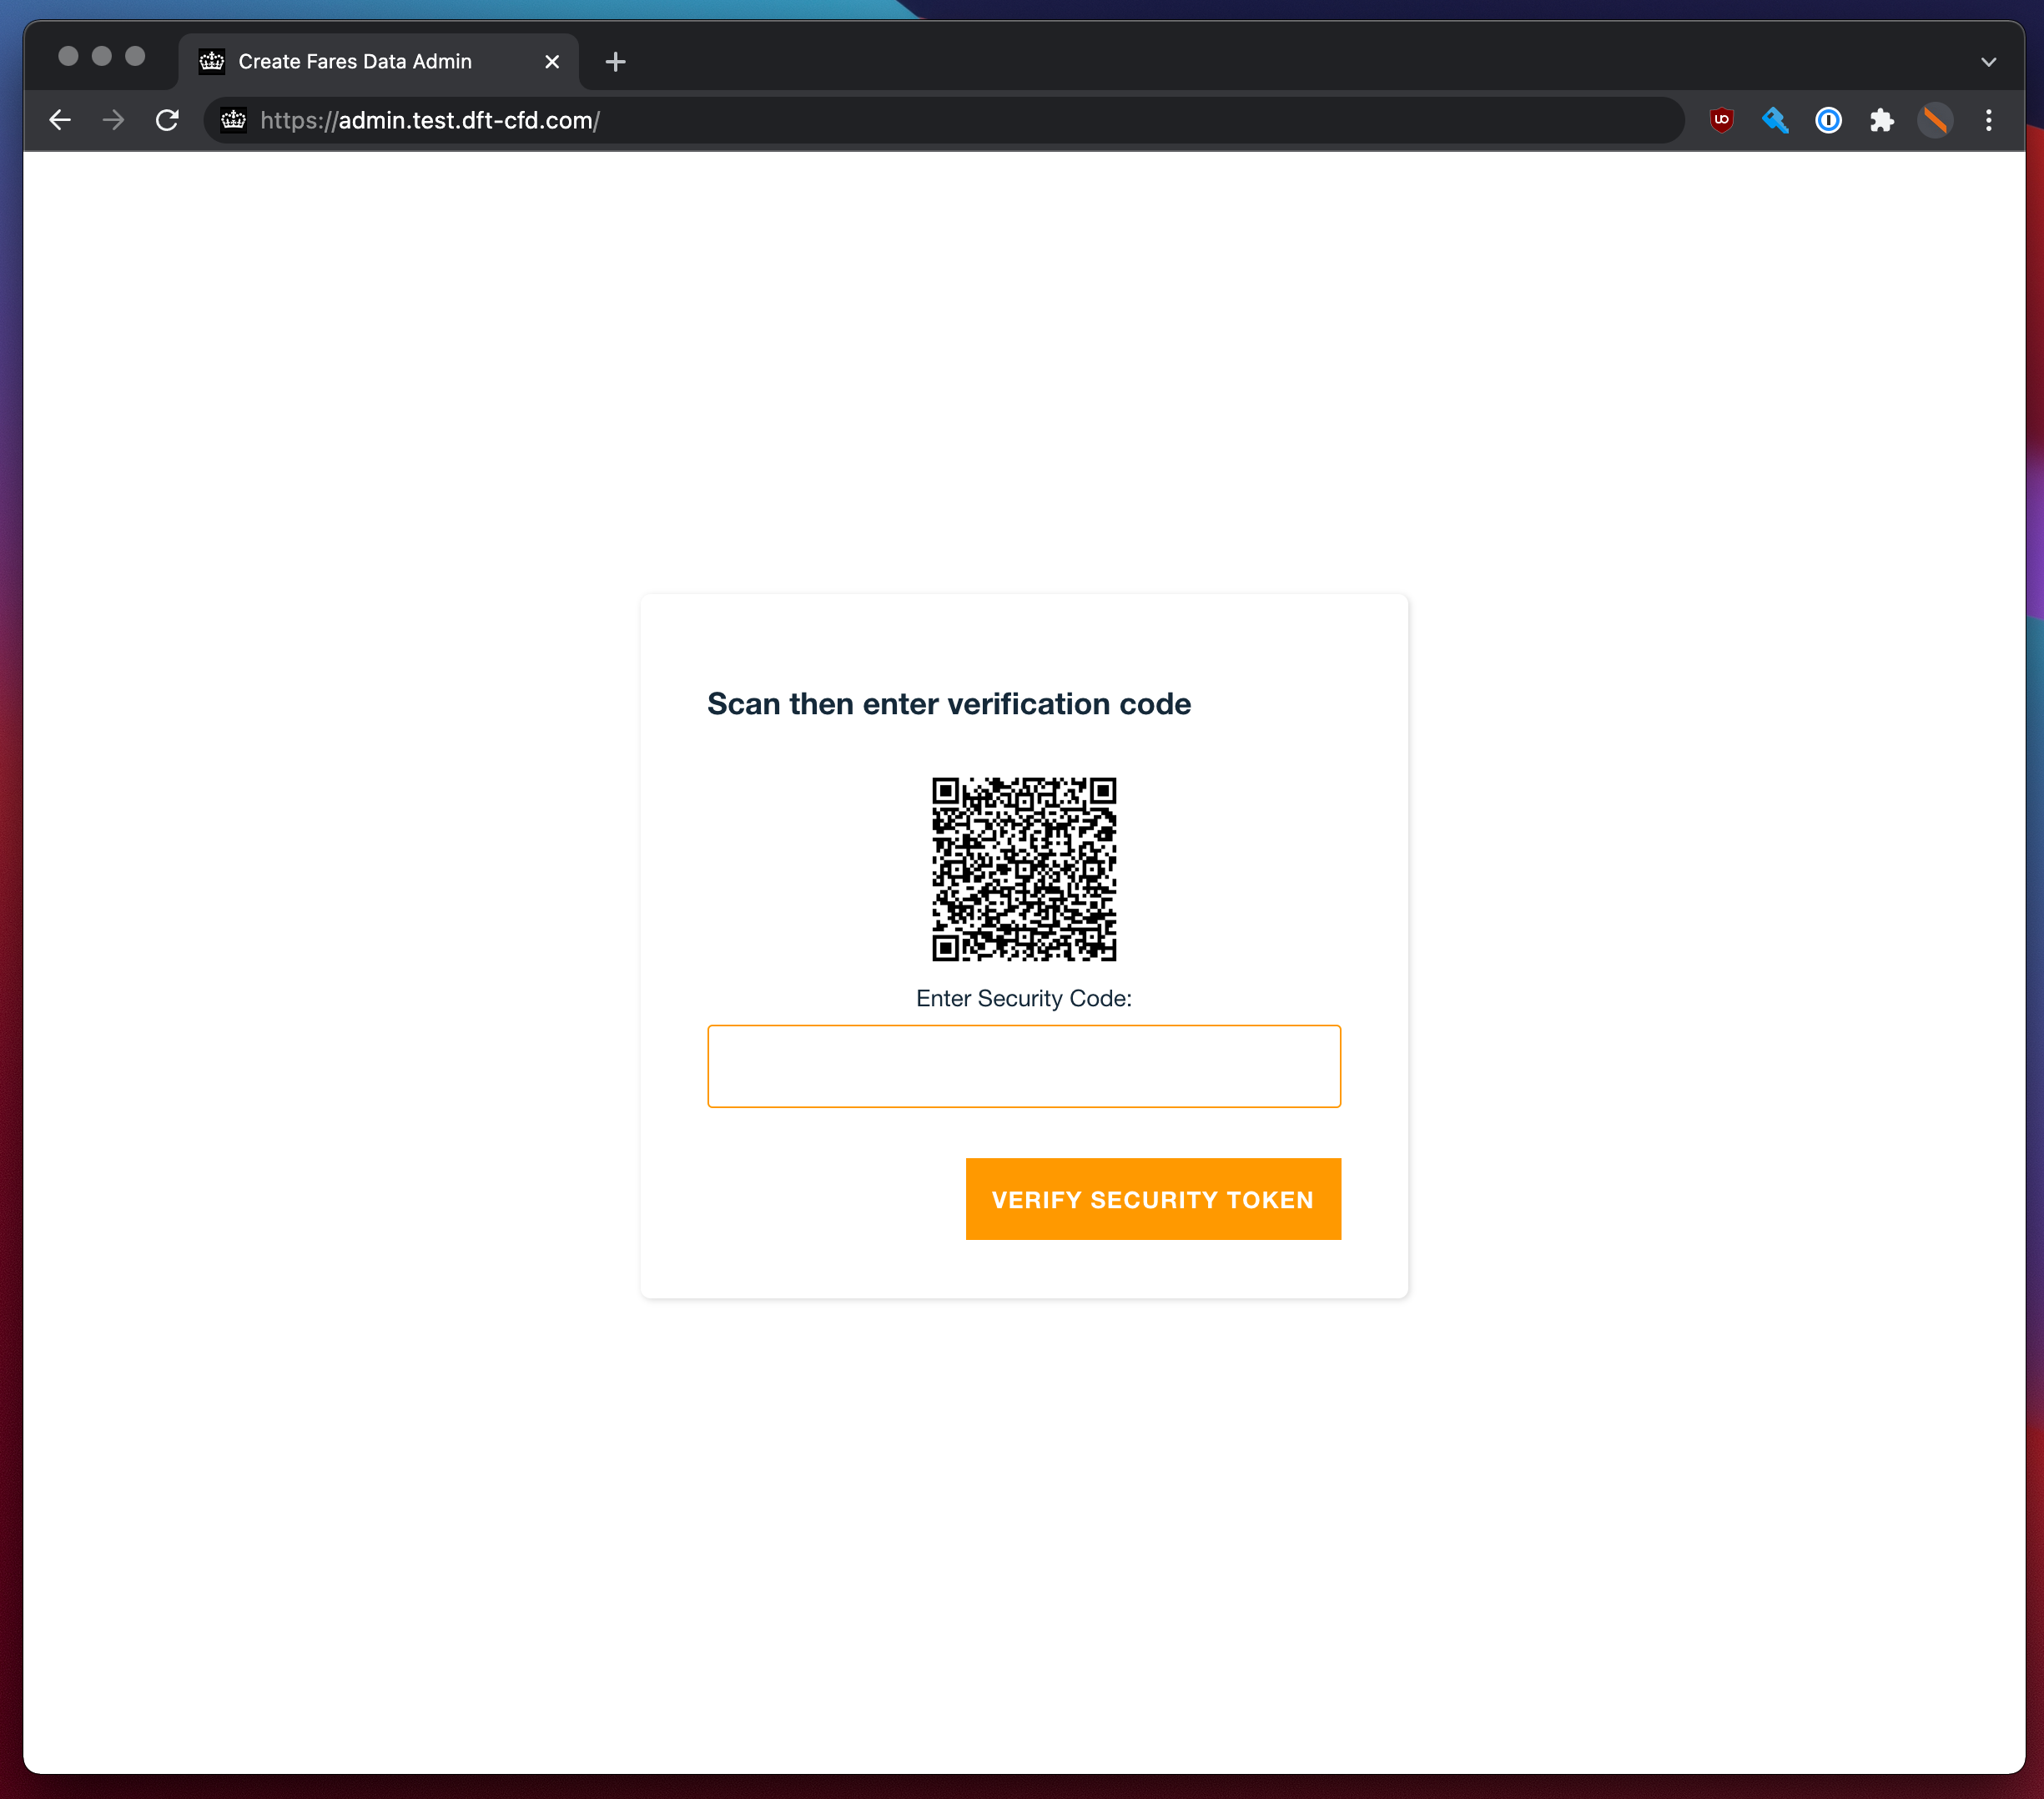 Create Fares Data Admin
https://admin.test.dft-cfd.com/
Scan then enter verification code
Enter Security Code:
VERIFY SECURITY TOKEN